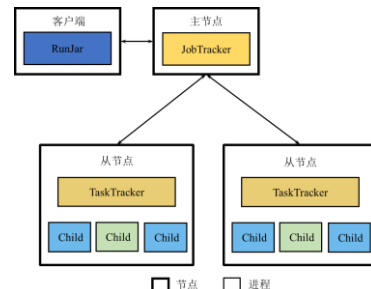 客户端
主节点
RunJar
JobTracker
从节点
从节点
TaskTracker
TaskTracker
Child
Child
Child
Child
Child
Child
节点
进程